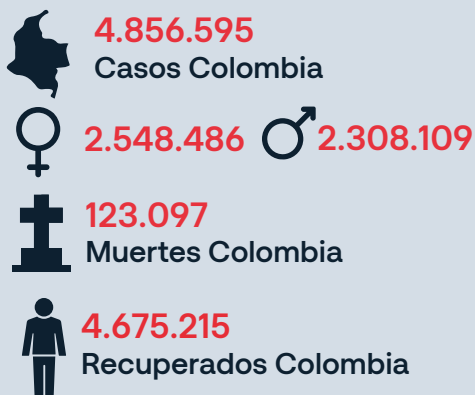 4.856.595
Casos Colombia
2.548.486 2.308.109
123.097
Muertes Colombia
4.675.215
Recuperados Colombia